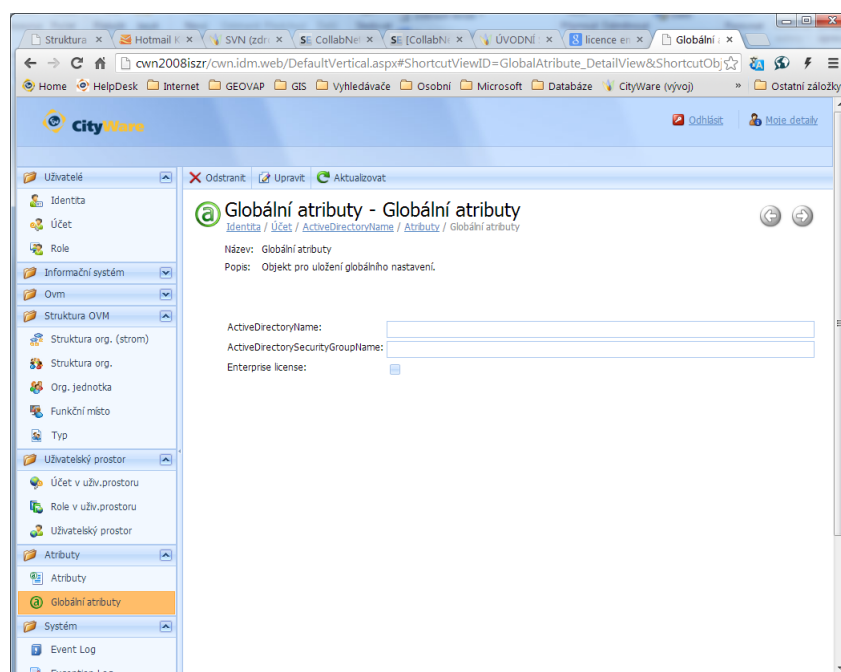 Struktura
Hotmail K
SVN (zdr
CollabNe
[CollabN
ÚVODNÍ
licence en
Globální
cwn2008iszr/cwn.idm.web/DefaultVertical.aspx#ShortcutViewID=GlobalAttribute_DetailView&ShortcutObj
Home HelpDesk Internet GEOVAP GIS Vyhledávače Osobní Microsoft Databáze CityWare (vývoj) » Ostatní záložky
CityWare
Odhlásit Moje detaily
Uživatelé
Odstranit Upravit Aktualizovat
Identita
Účet
Role
Informační systém
Ovm
Struktura OVM
Struktura org. (strom)
Struktura org.
Org. jednotka
Funkční místo
Typ
Uživatelský prostor
Účet v uživ.prostoru
Role v uživ.prostoru
Uživatelský prostor
Atributy
Atributy
Globální atributy
Systém
Event Log
Exception Log
Globální atributy - Globální atributy
Identita / Účet / ActiveDirectoryName / Atributy / Globální atributy
Název: Globální atributy
Popis: Objekt pro uložení globálního nastavení.
ActiveDirectoryName:
ActiveDirectorySecurityGroupName:
Enterprise license: